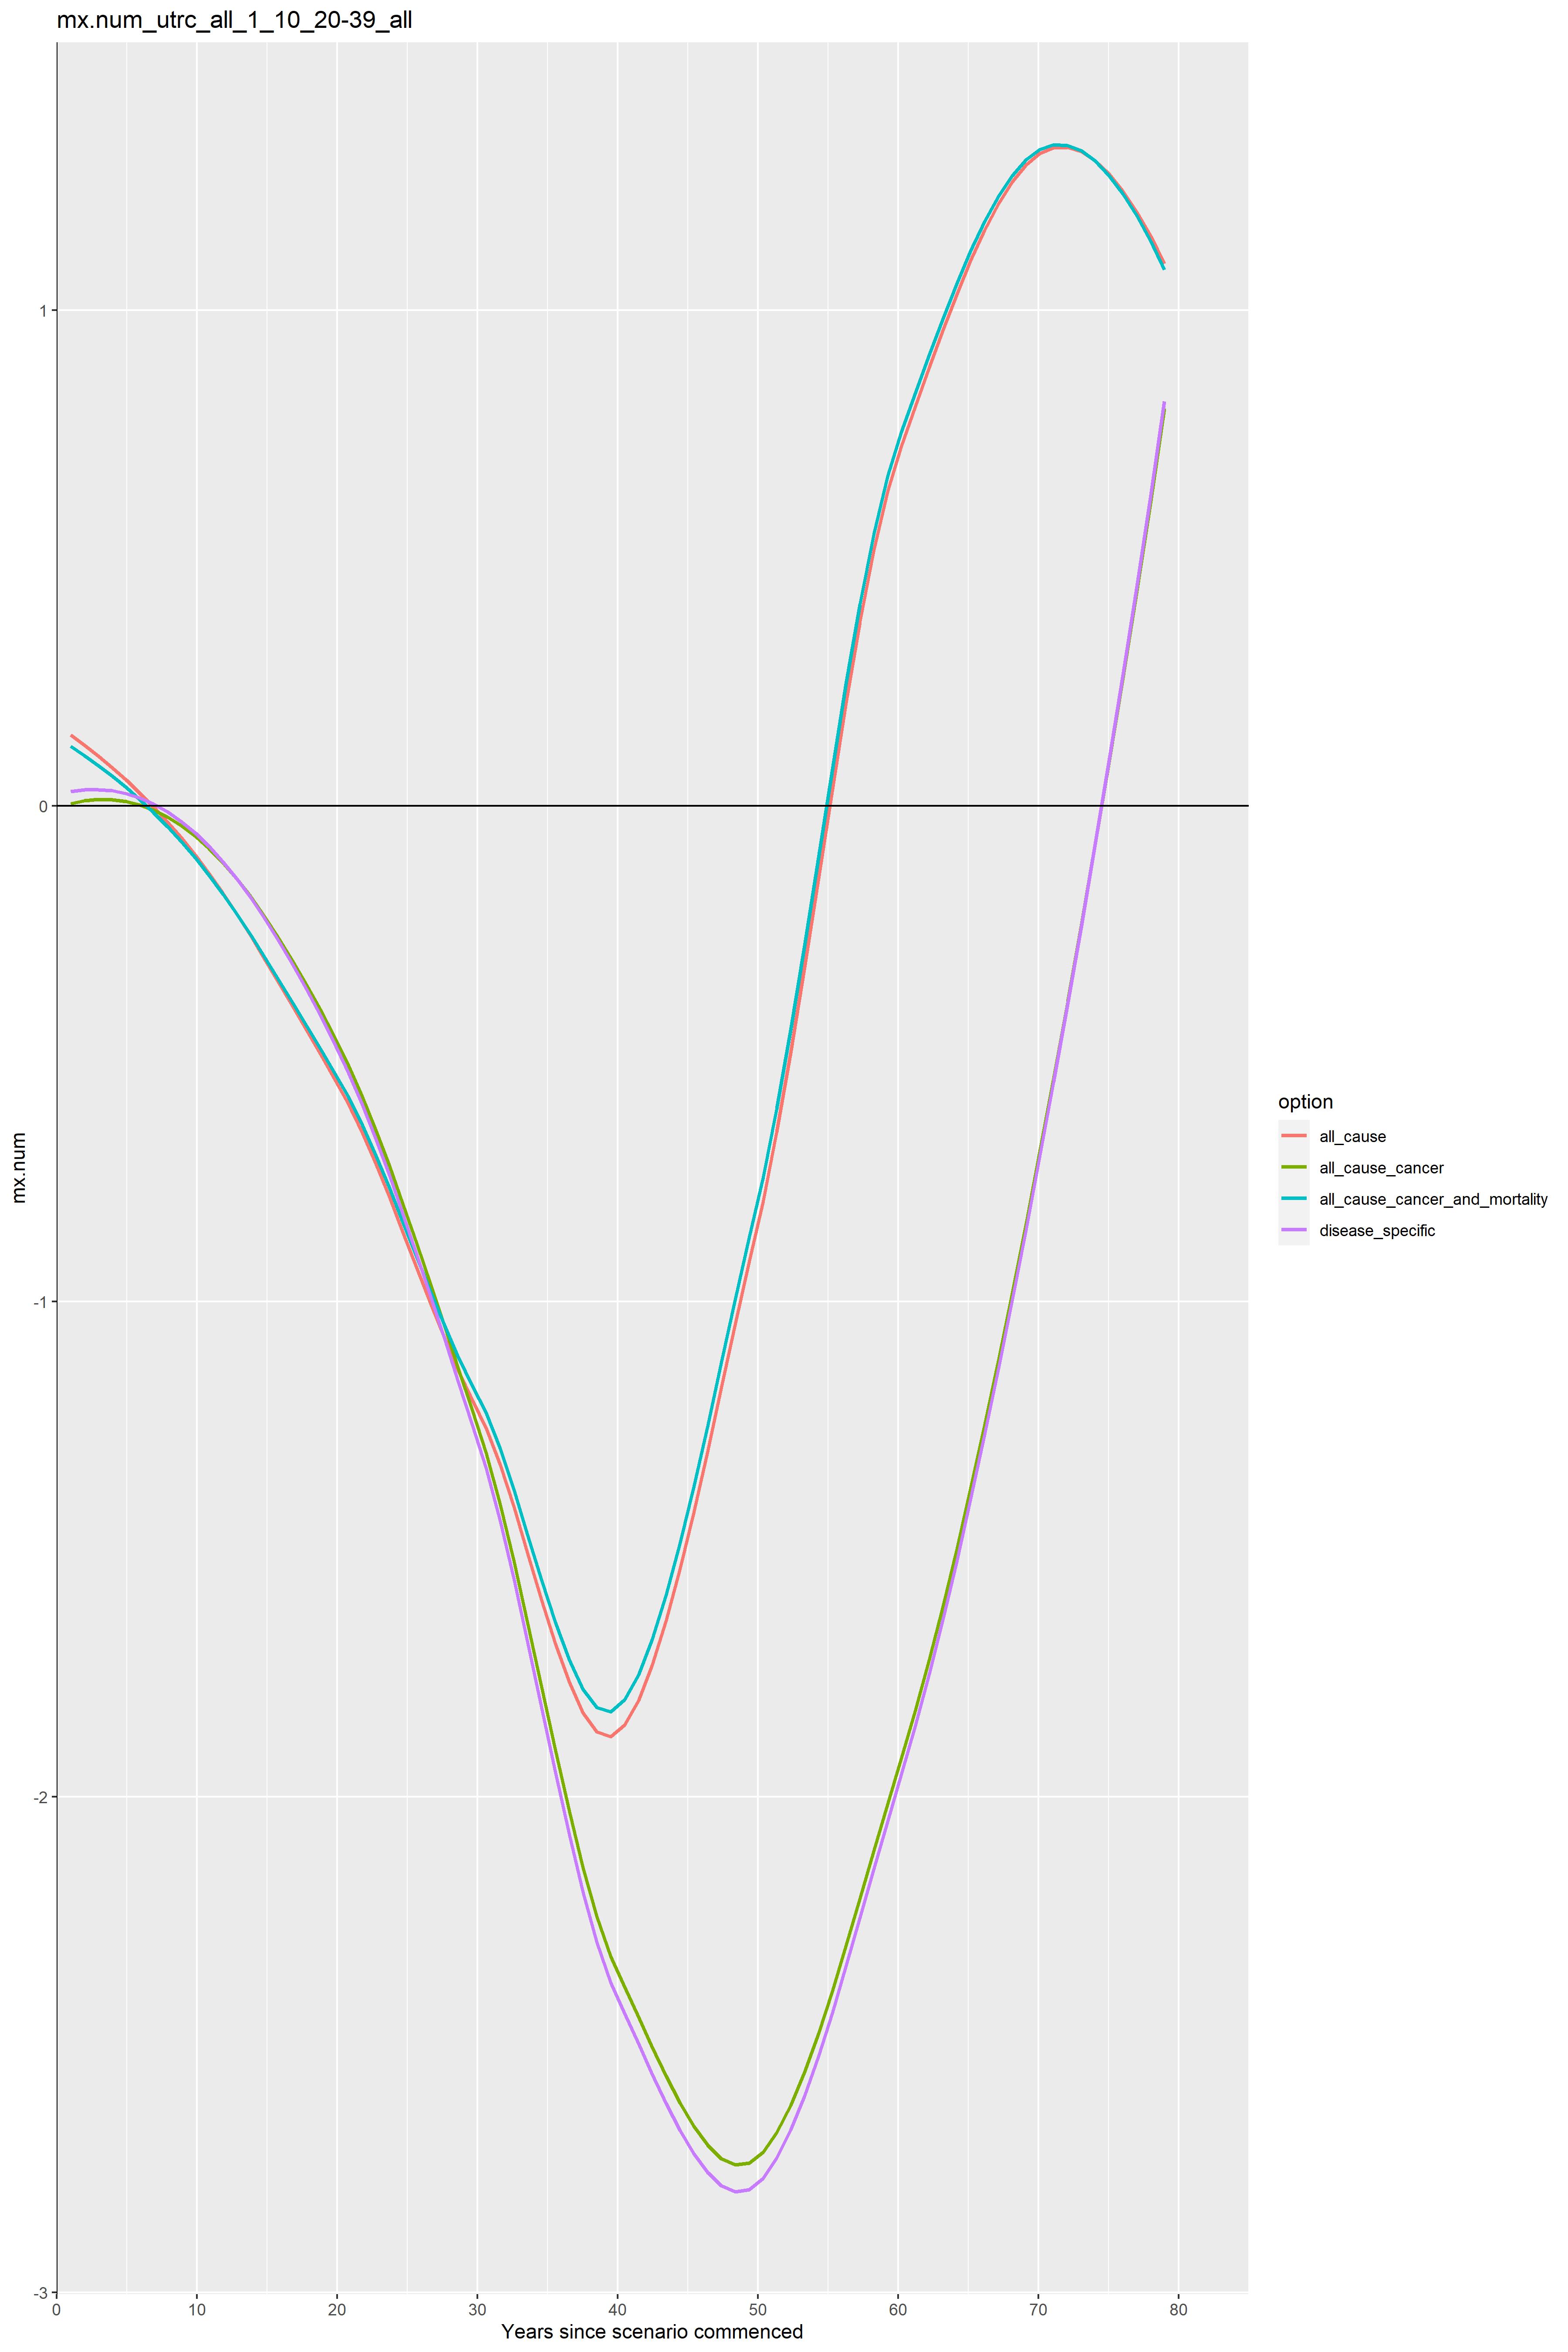 mx.num_utrc_all_1_10_20-39_all
1
0
-1
-2
-3
mx.num
0 10 20 30 40 50 60 70 80
Years since scenario commenced
option
all_cause
all_cause_cancer
all_cause_cancer_and_mortality
disease_specific